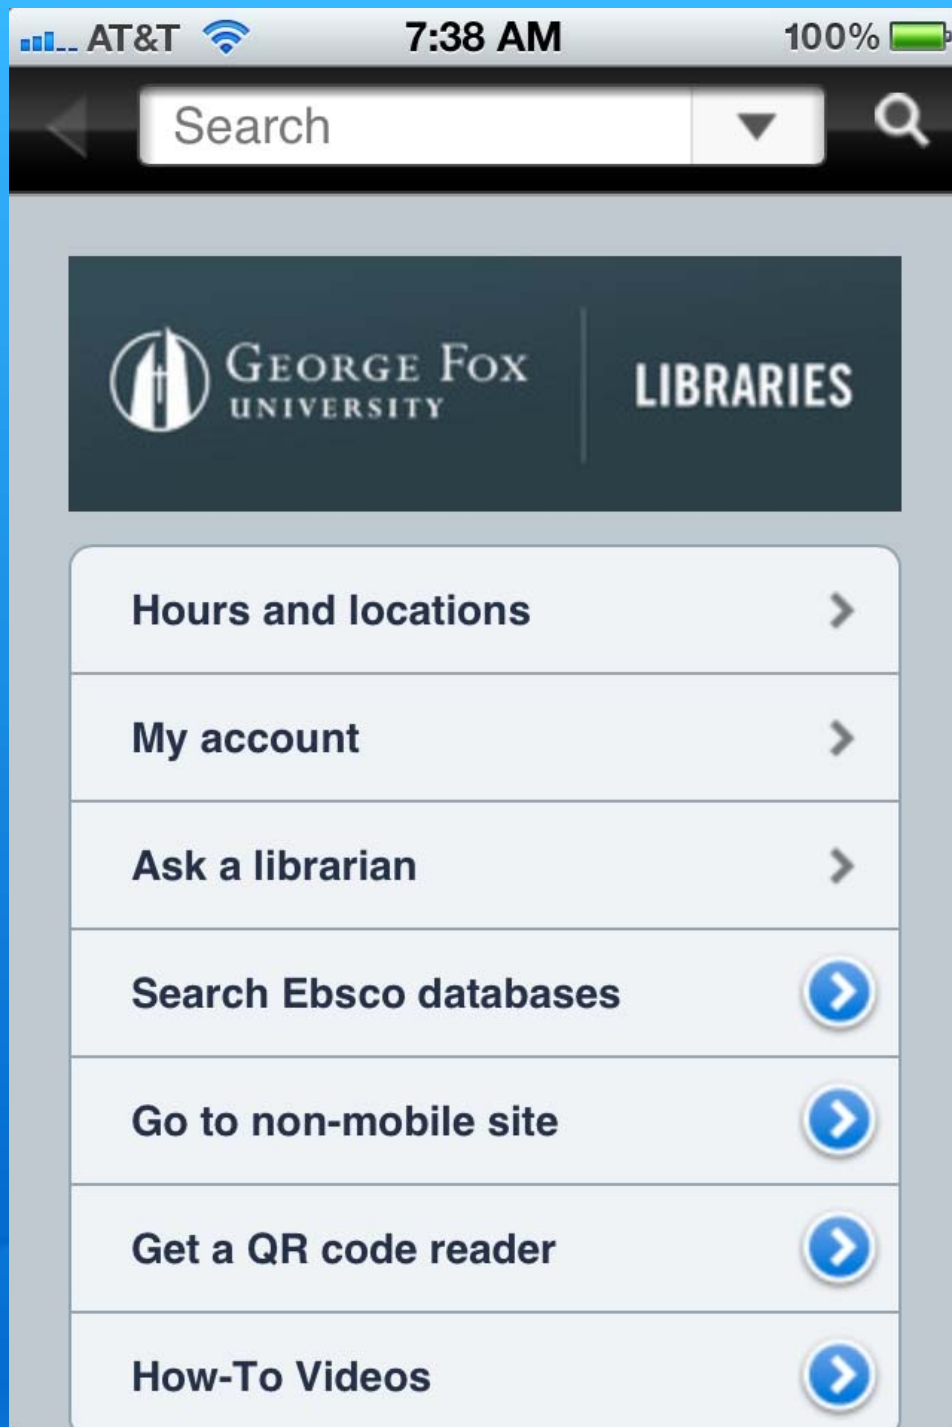 AT&T 7:38 AM 100%
Search
GEORGE FOX
UNIVERSITY
LIBRARIES
Hours and locations
My account
Ask a librarian
Search Ebsco databases
Go to non-mobile site
Get a QR code reader
How-To Videos